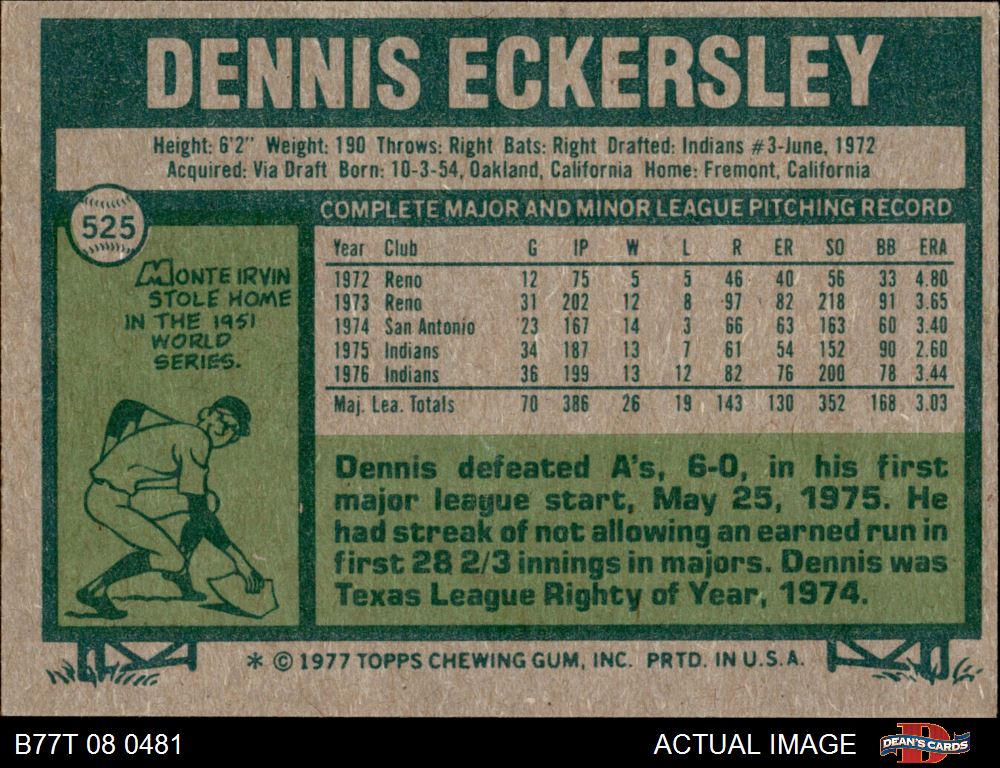 DENNIS ECKERSLEY
Height: 6'2" Weight: 190 Throws: Right Bats: Right Drafted: Indians #3-June, 1972
Acquired: Via Draft Born: 10-3-54, Oakland, California Home: Fremont, California
525
MONTE IRVIN
STOLE HOME
IN THE 1951
WORLD
SERIES.
COMPLETE MAJOR AND MINOR LEAGUE PITCHING RECORD
Year Club G IP W L R ER SO BB ERA
1972 Reno 12 75 5 5 46 40 56 33 4.80
1973 Reno 31 202 12 8 97 82 218 91 3.65
1974 San Antonio 23 167 14 3 66 63 163 60 3.40
1975 Indians 34 187 13 7 61 54 152 90 2.60
1976 Indians 36 199 13 12 82 76 200 78 3.44
Maj. Lea. Totals 70 386 26 19 143 130 352 168 3.03
Dennis defeated A's, 6-0, in his first
major league start, May 25, 1975. He
had streak of not allowing an earned run in
first 28 2/3 innings in majors. Dennis was
Texas League Righty of Year, 1974.
* © 1977 TOPPS CHEWING GUM, INC. PRTD. IN U.S.A.
B77T 08 0481
ACTUAL IMAGE
D
DEAN'S CARDS